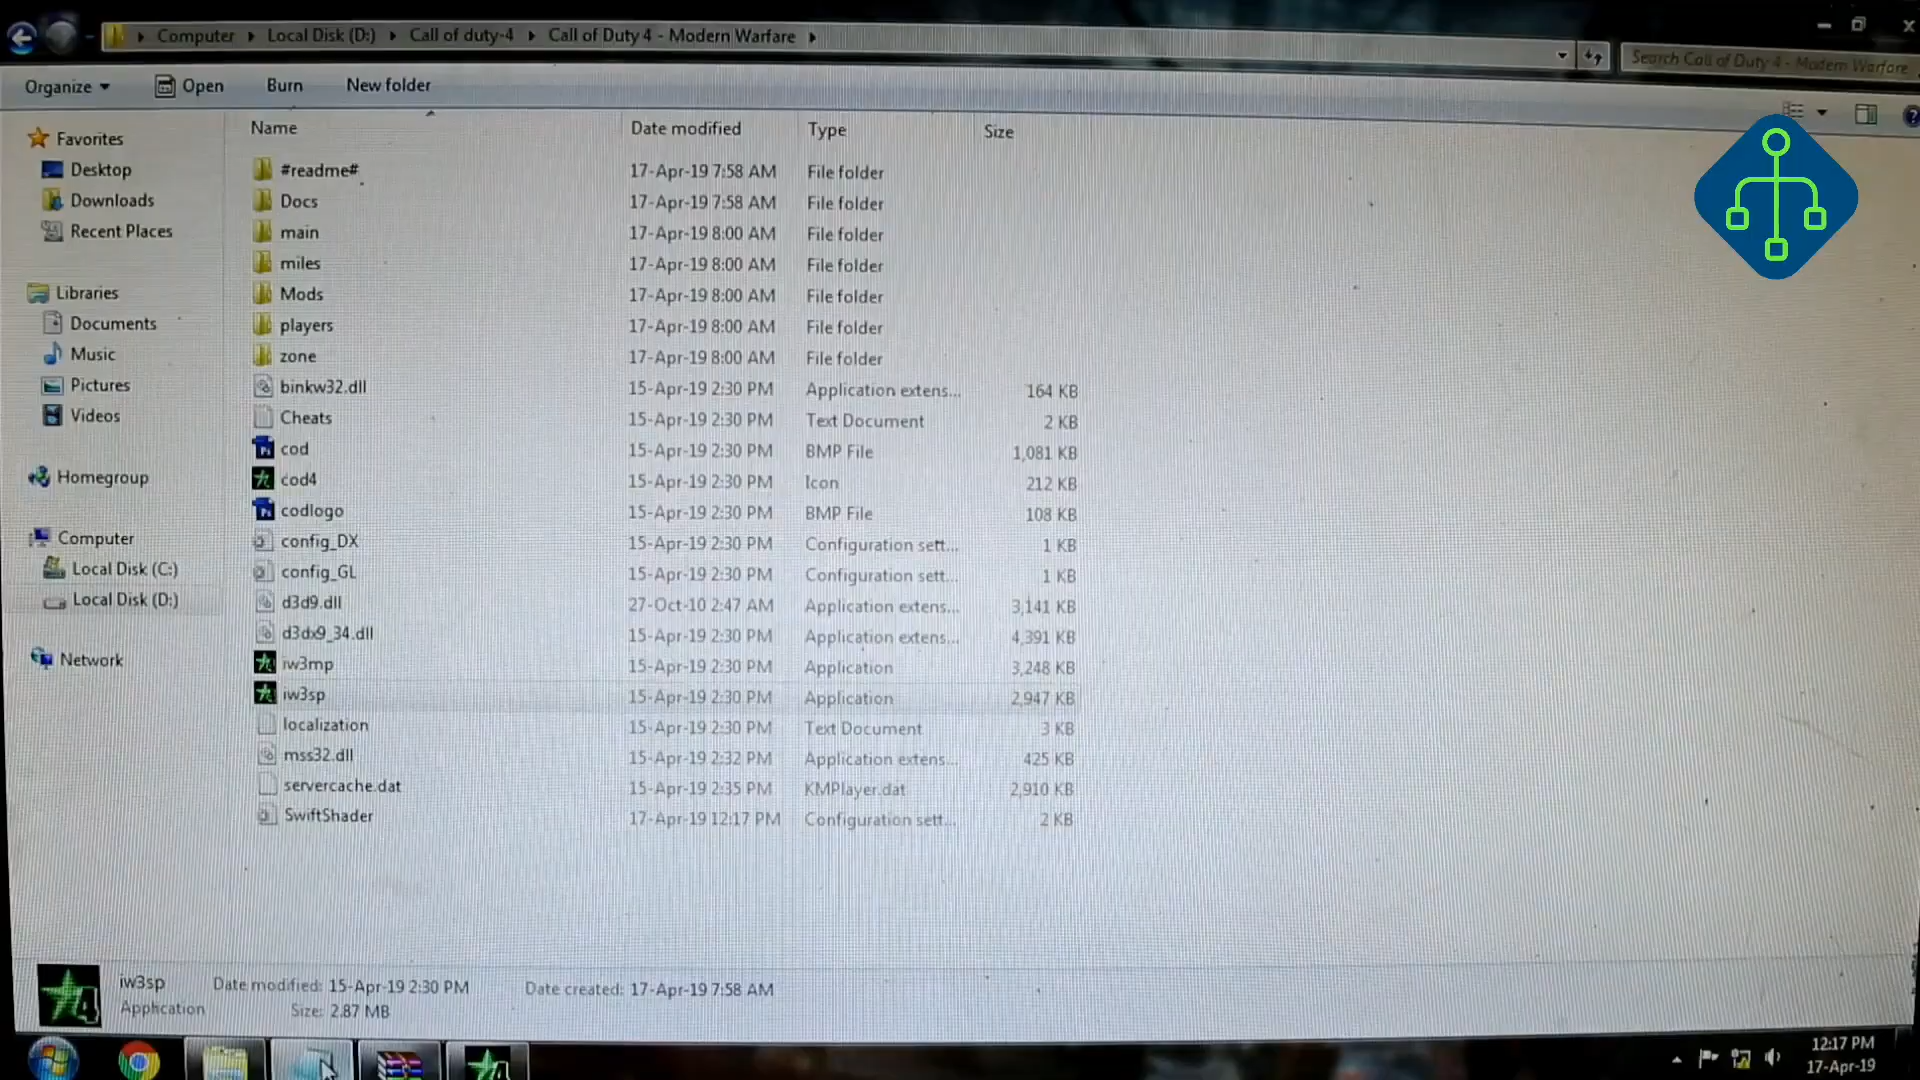 Computer Local Disk (D:) Call of duty-4 Call of Duty 4 - Modern Warfare
Search Call of Duty 4 - Modern Warfare
Organize Open Burn New folder
Name Date modified Type Size
Favorites
Desktop
Downloads
Recent Places
Libraries
Documents
Music
Pictures
Videos
Homegroup
Computer
Local Disk (C:)
Local Disk (D:)
Network
#readme# 17-Apr-19 7:58 AM File folder
Docs 17-Apr-19 7:58 AM File folder
main 17-Apr-19 8:00 AM File folder
miles 17-Apr-19 8:00 AM File folder
Mods 17-Apr-19 8:00 AM File folder
players 17-Apr-19 8:00 AM File folder
zone 17-Apr-19 8:00 AM File folder
binkw32.dll 15-Apr-19 2:30 PM Application extens... 164 KB
Cheats 15-Apr-19 2:30 PM Text Document 2 KB
cod 15-Apr-19 2:30 PM BMP File 1,081 KB
cod4 15-Apr-19 2:30 PM Icon 212 KB
codlogo 15-Apr-19 2:30 PM BMP File 108 KB
config_DX 15-Apr-19 2:30 PM Configuration sett... 1 KB
config_GL 15-Apr-19 2:30 PM Configuration sett... 1 KB
d3d9.dll 27-Oct-10 2:47 AM Application extens... 3,141 KB
d3dx9_34.dll 15-Apr-19 2:30 PM Application extens... 4,391 KB
iw3mp 15-Apr-19 2:30 PM Application 3,248 KB
iw3sp 15-Apr-19 2:30 PM Application 2,947 KB
localization 15-Apr-19 2:30 PM Text Document 3 KB
mss32.dll 15-Apr-19 2:32 PM Application extens... 425 KB
servercache.dat 15-Apr-19 2:35 PM KMPlayer.dat 2,910 KB
SwiftShader 17-Apr-19 12:17 PM Configuration sett... 2 KB
iw3sp Date modified: 15-Apr-19 2:30 PM Date created: 17-Apr-19 7:58 AM
Application Size: 2.87 MB
12:17 PM
17-Apr-19